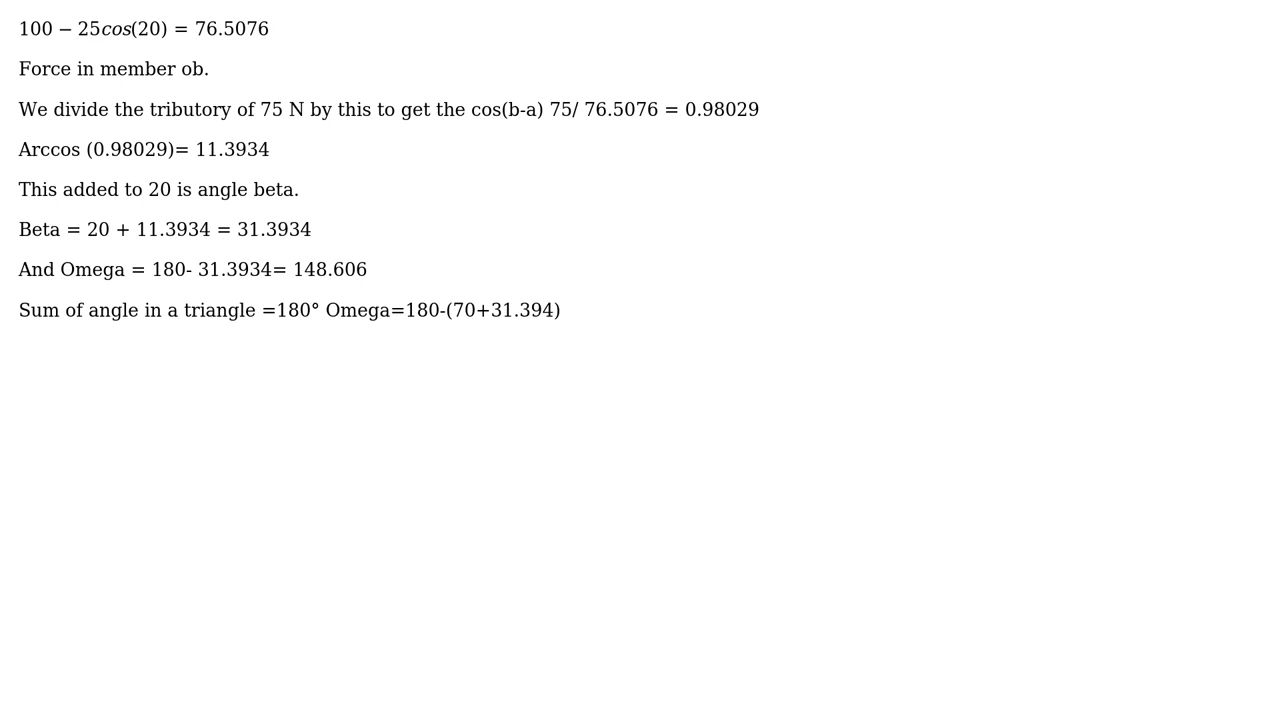 100 − 25cos(20) = 76.5076
Force in member ob.
We divide the tributory of 75 N by this to get the cos(b-a) 75/ 76.5076 = 0.98029
Arccos (0.98029)= 11.3934
This added to 20 is angle beta.
Beta = 20 + 11.3934 = 31.3934
And Omega = 180- 31.3934= 148.606
Sum of angle in a triangle =180° Omega=180-(70+31.394)